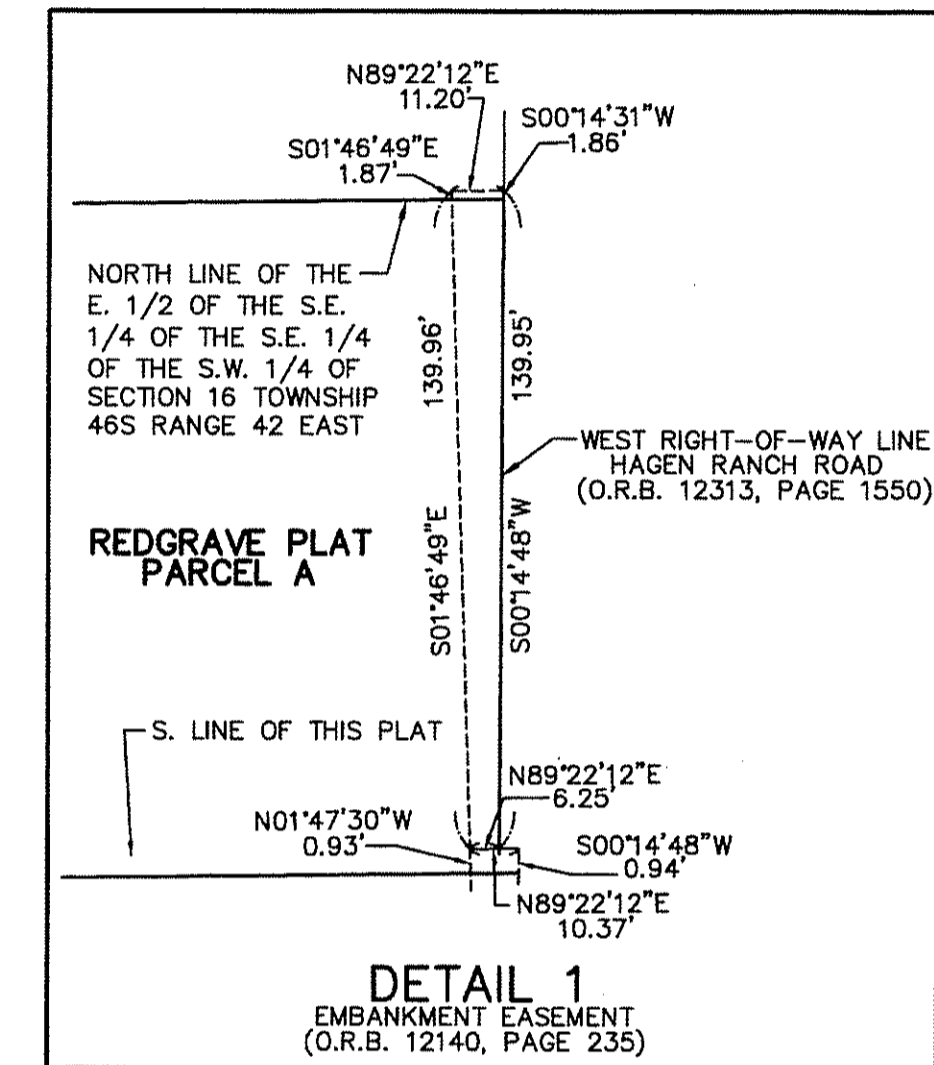 N89°22'12"E
11.20'
S00°14'31"W
1.86'
S01°46'49"E
1.87'
NORTH LINE OF THE
E. 1/2 OF THE S.E.
1/4 OF THE S.E. 1/4
OF THE S.W. 1/4 OF
SECTION 16 TOWNSHIP
46S RANGE 42 EAST
139.96'
139.95'
WEST RIGHT-OF-WAY LINE
HAGEN RANCH ROAD
(O.R.B. 12313, PAGE 1550)
REDGRAVE PLAT
PARCEL A
S01°46'49"E
S00°14'48"W
S. LINE OF THIS PLAT
N89°22'12"E
6.25'
N01°47'30"W
0.93'
S00°14'48"W
0.94'
N89°22'12"E
10.37'
DETAIL 1
EMBANKMENT EASEMENT
(O.R.B. 12140, PAGE 235)